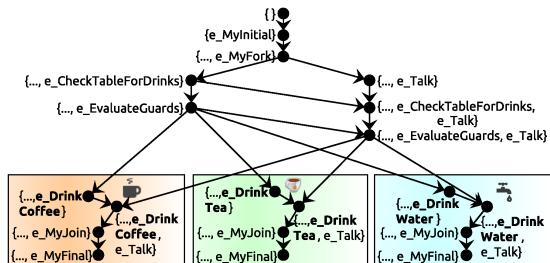 { }
{e_MyInitial}
{..., e_MyFork}
{..., e_CheckTableForDrinks}
{..., e_Talk}
{..., e_EvaluateGuards}
{..., e_CheckTableForDrinks,
e_Talk}
{..., e_EvaluateGuards, e_Talk}
{...,e_Drink
Coffee}
{...,e_Drink
Coffee,
e_Talk}
{..., e_MyJoin}
{..., e_MyFinal}
{...,e_Drink
Tea}
{...,e_Drink
Tea, e_Talk}
{..., e_MyJoin}
{..., e_MyFinal}
{...,e_Drink
Water}
{...,e_Drink
Water,
e_Talk}
{..., e_MyJoin}
{..., e_MyFinal}